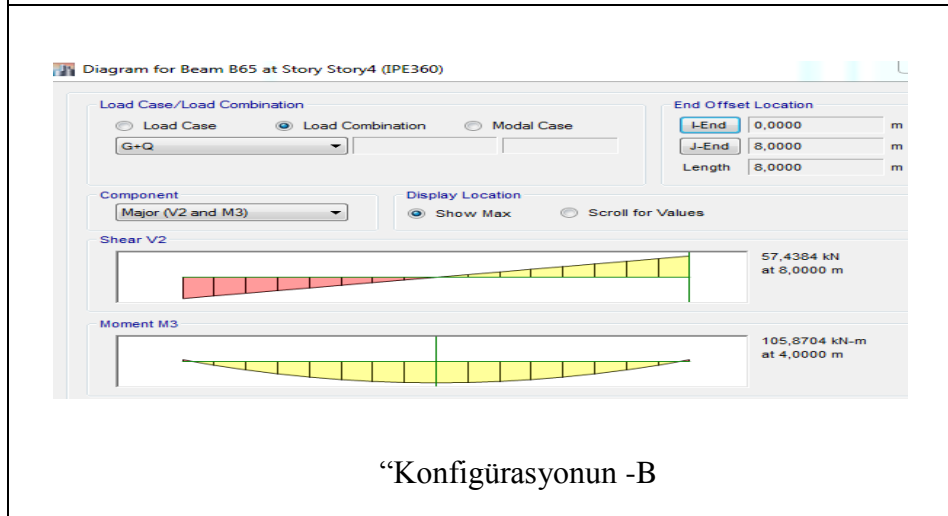 Diagram for Beam B65 at Story Story4 (IPE360)
Load Case/Load Combination
End Offset Location
Load Case Load Combination Modal Case
I-End 0,0000 m
G+Q
J-End 8,0000 m
Length 8,0000 m
Component
Display Location
Major (V2 and M3)
Show Max Scroll for Values
Shear V2
57,4384 kN
at 8,0000 m
Moment M3
105,8704 kN-m
at 4,0000 m
“Konfigürasyonun -B